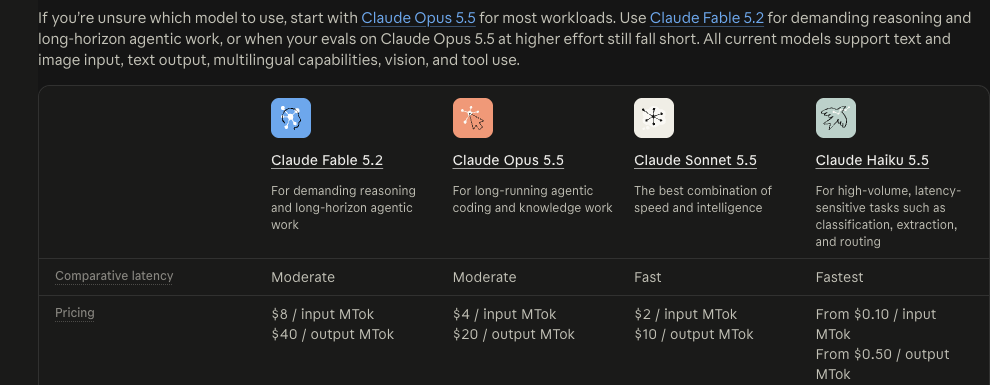 If you're unsure which model to use, start with Claude Opus 5.5 for most workloads. Use Claude Fable 5.2 for demanding reasoning and
long-horizon agentic work, or when your evals on Claude Opus 5.5 at higher effort still fall short. All current models support text and
image input, text output, multilingual capabilities, vision, and tool use.
Claude Fable 5.2
Claude Opus 5.5
Claude Sonnet 5.5
Claude Haiku 5.5
For demanding reasoning
and long-horizon agentic
work
For long-running agentic
coding and knowledge work
The best combination of
speed and intelligence
For high-volume, latency-
sensitive tasks such as
classification, extraction,
and routing
Comparative latency
Moderate
Moderate
Fast
Fastest
Pricing
$8 / input MTok
$40 / output MTok
$4 / input MTok
$20 / output MTok
$2 / input MTok
$10 / output MTok
From $0.10 / input
MTok
From $0.50 / output
MTok